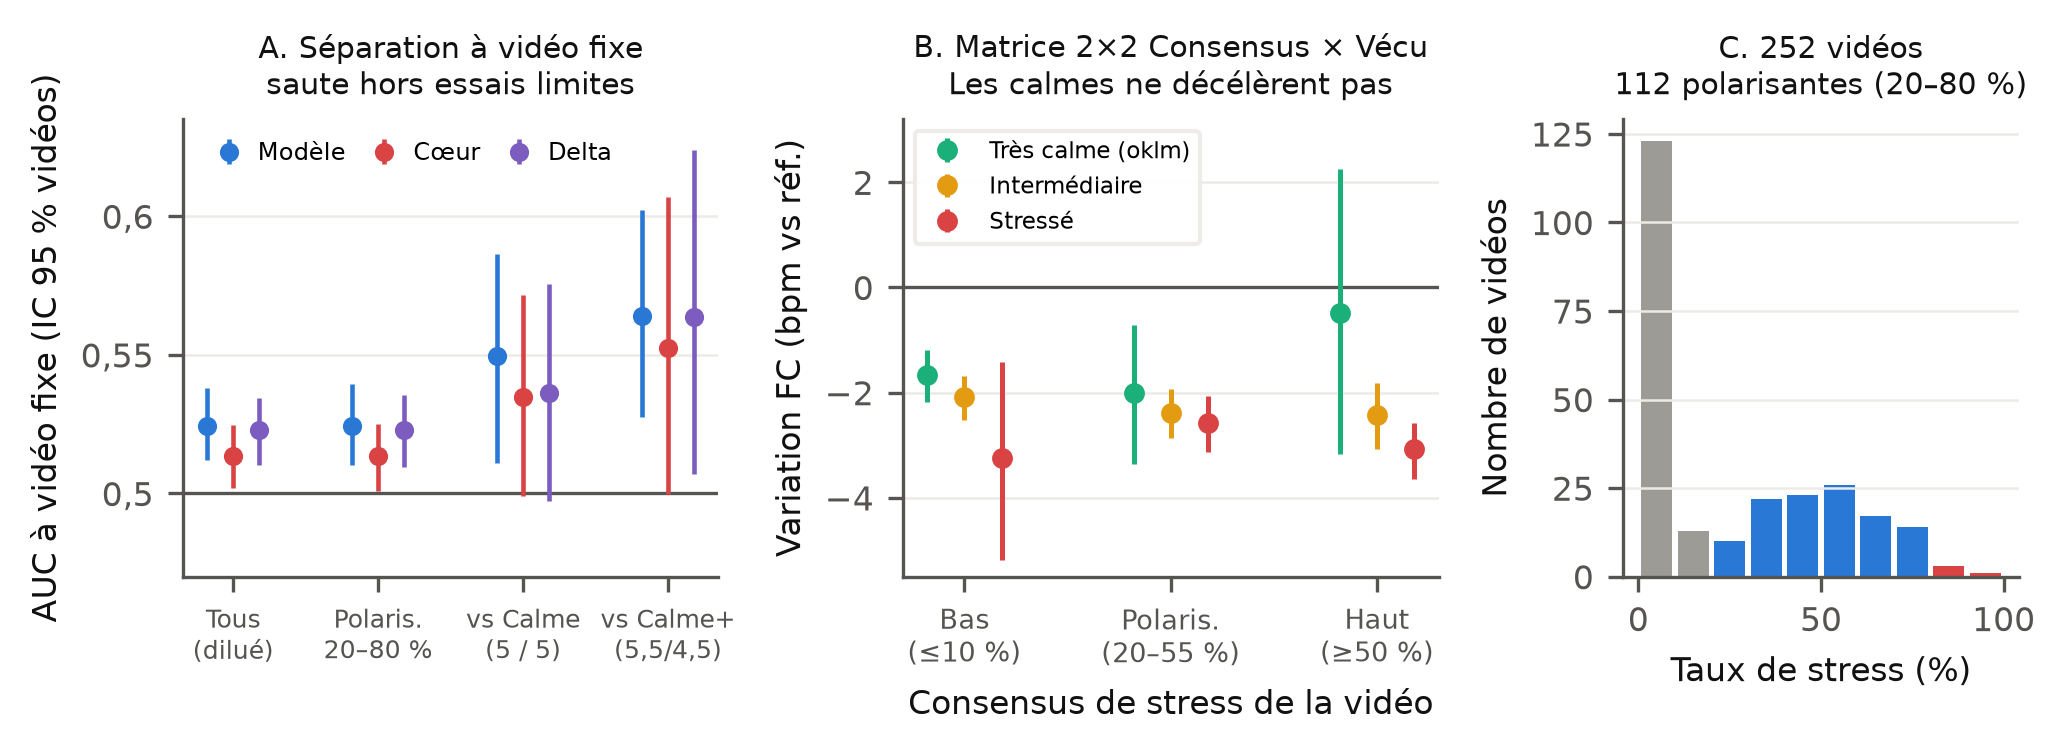 A. Séparation à vidéo fixe
saute hors essais limites
AUC à vidéo fixe (IC 95 % vidéos)
Modèle
Cœur
Delta
0,6
0,55
0,5
Tous
(dilué)
Polaris.
20–80 %
vs Calme
(5 / 5)
vs Calme+
(5,5/4,5)
B. Matrice 2×2 Consensus × Vécu
Les calmes ne décélèrent pas
Variation FC (bpm vs réf.)
Très calme (oklm)
Intermédiaire
Stressé
2
0
−2
−4
Bas
(≤10 %)
Polaris.
(20–55 %)
Haut
(≥50 %)
Consensus de stress de la vidéo
C. 252 vidéos
112 polarisantes (20–80 %)
Nombre de vidéos
125
100
75
50
25
0
0
50
100
Taux de stress (%)